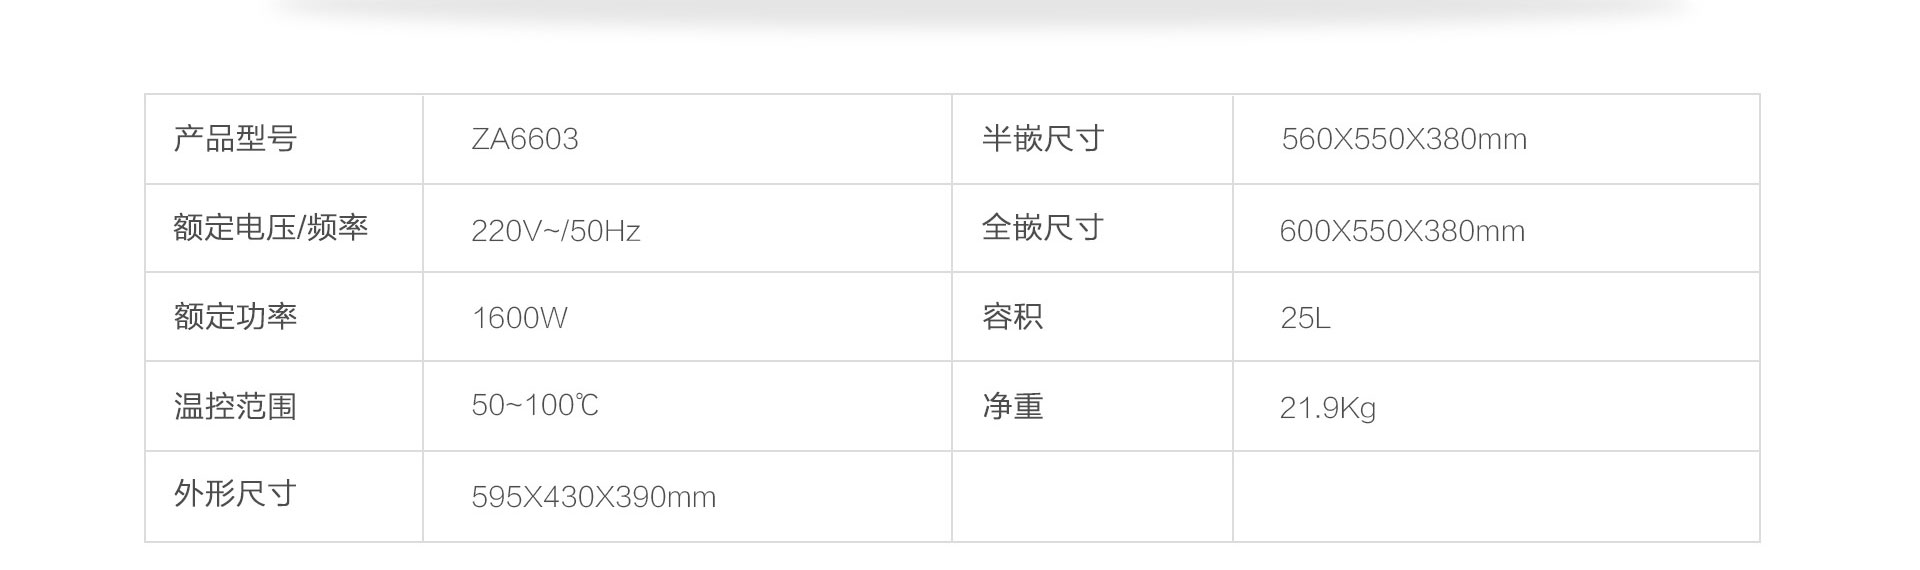 产品型号 ZA6603 半嵌尺寸 560X550X380mm
额定电压/频率 220V~/50Hz 全嵌尺寸 600X550X380mm
额定功率 1600W 容积 25L
温控范围 50~100℃ 净重 21.9Kg
外形尺寸 595X430X390mm